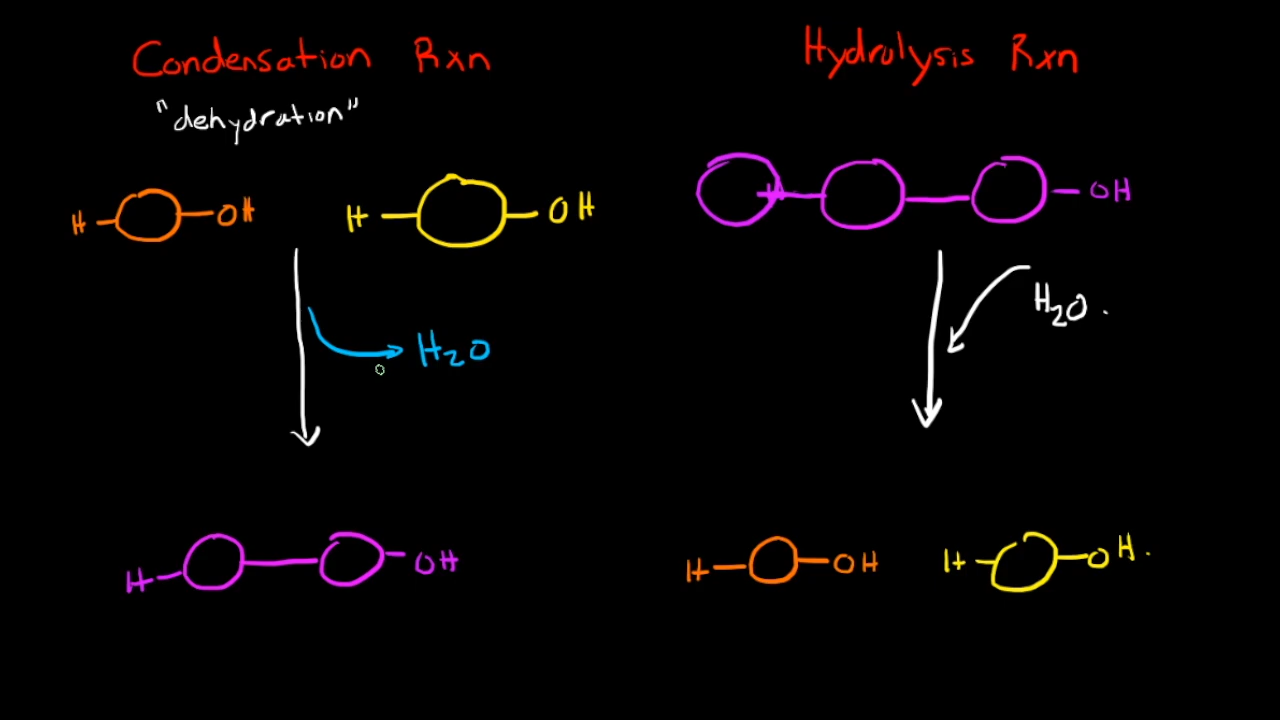 Condensation Rxn
"dehydration"
H OH H OH
H2O
H OH
Hydrolysis Rxn
H OH
H2O.
H OH H OH.